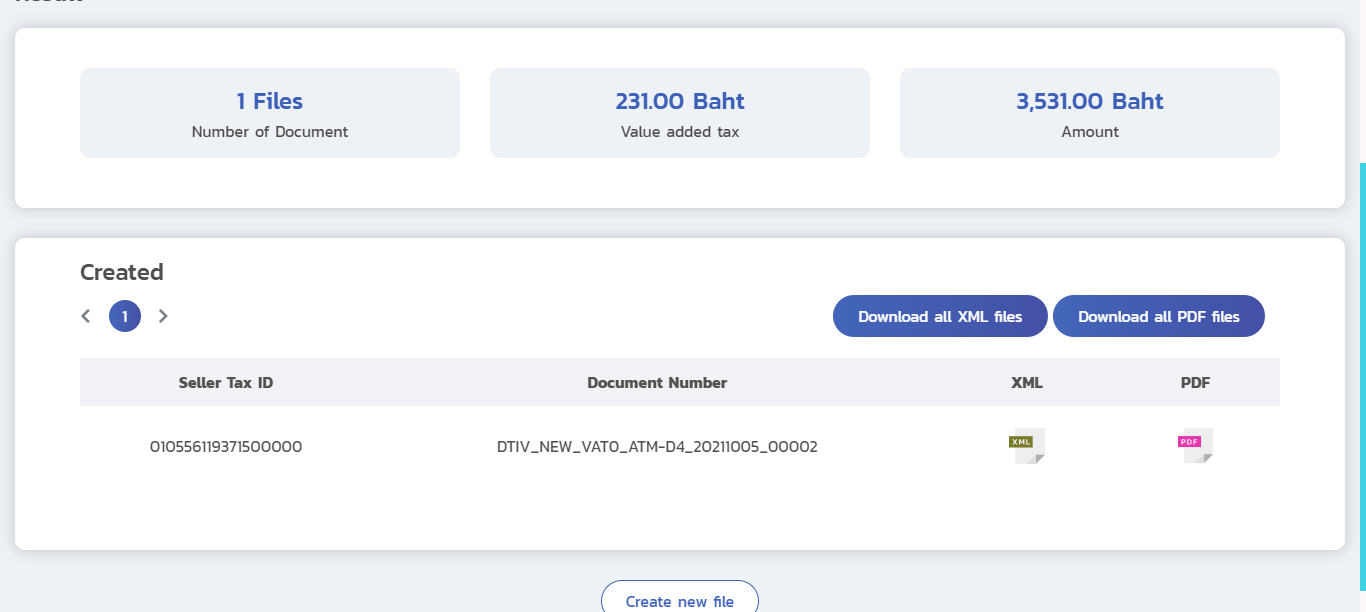 1 Files
Number of Document
231.00 Baht
Value added tax
3,531.00 Baht
Amount
Created
1
Download all XML files
Download all PDF files
Seller Tax ID
Document Number
XML
PDF
010556119371500000
DTIV_NEW_VAT0_ATM-D4_20211005_00002
XML
PDF
Create new file